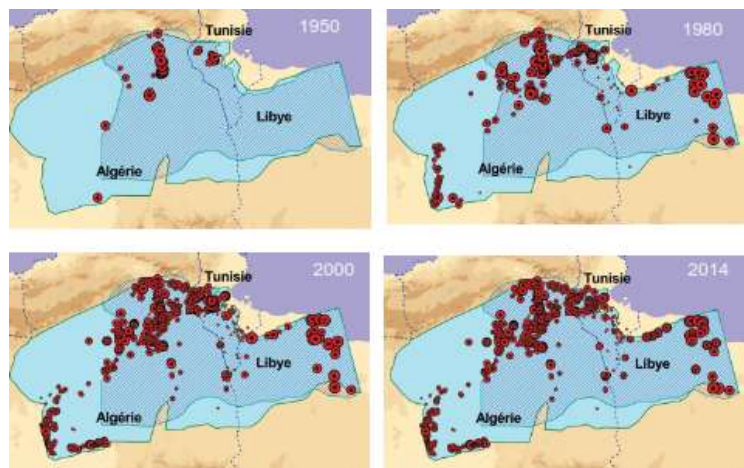 1950
Tunisie
Libye
Algérie
1980
Tunisie
Libye
Algérie
2000
Tunisie
Libye
Algérie
2014
Tunisie
Libye
Algérie